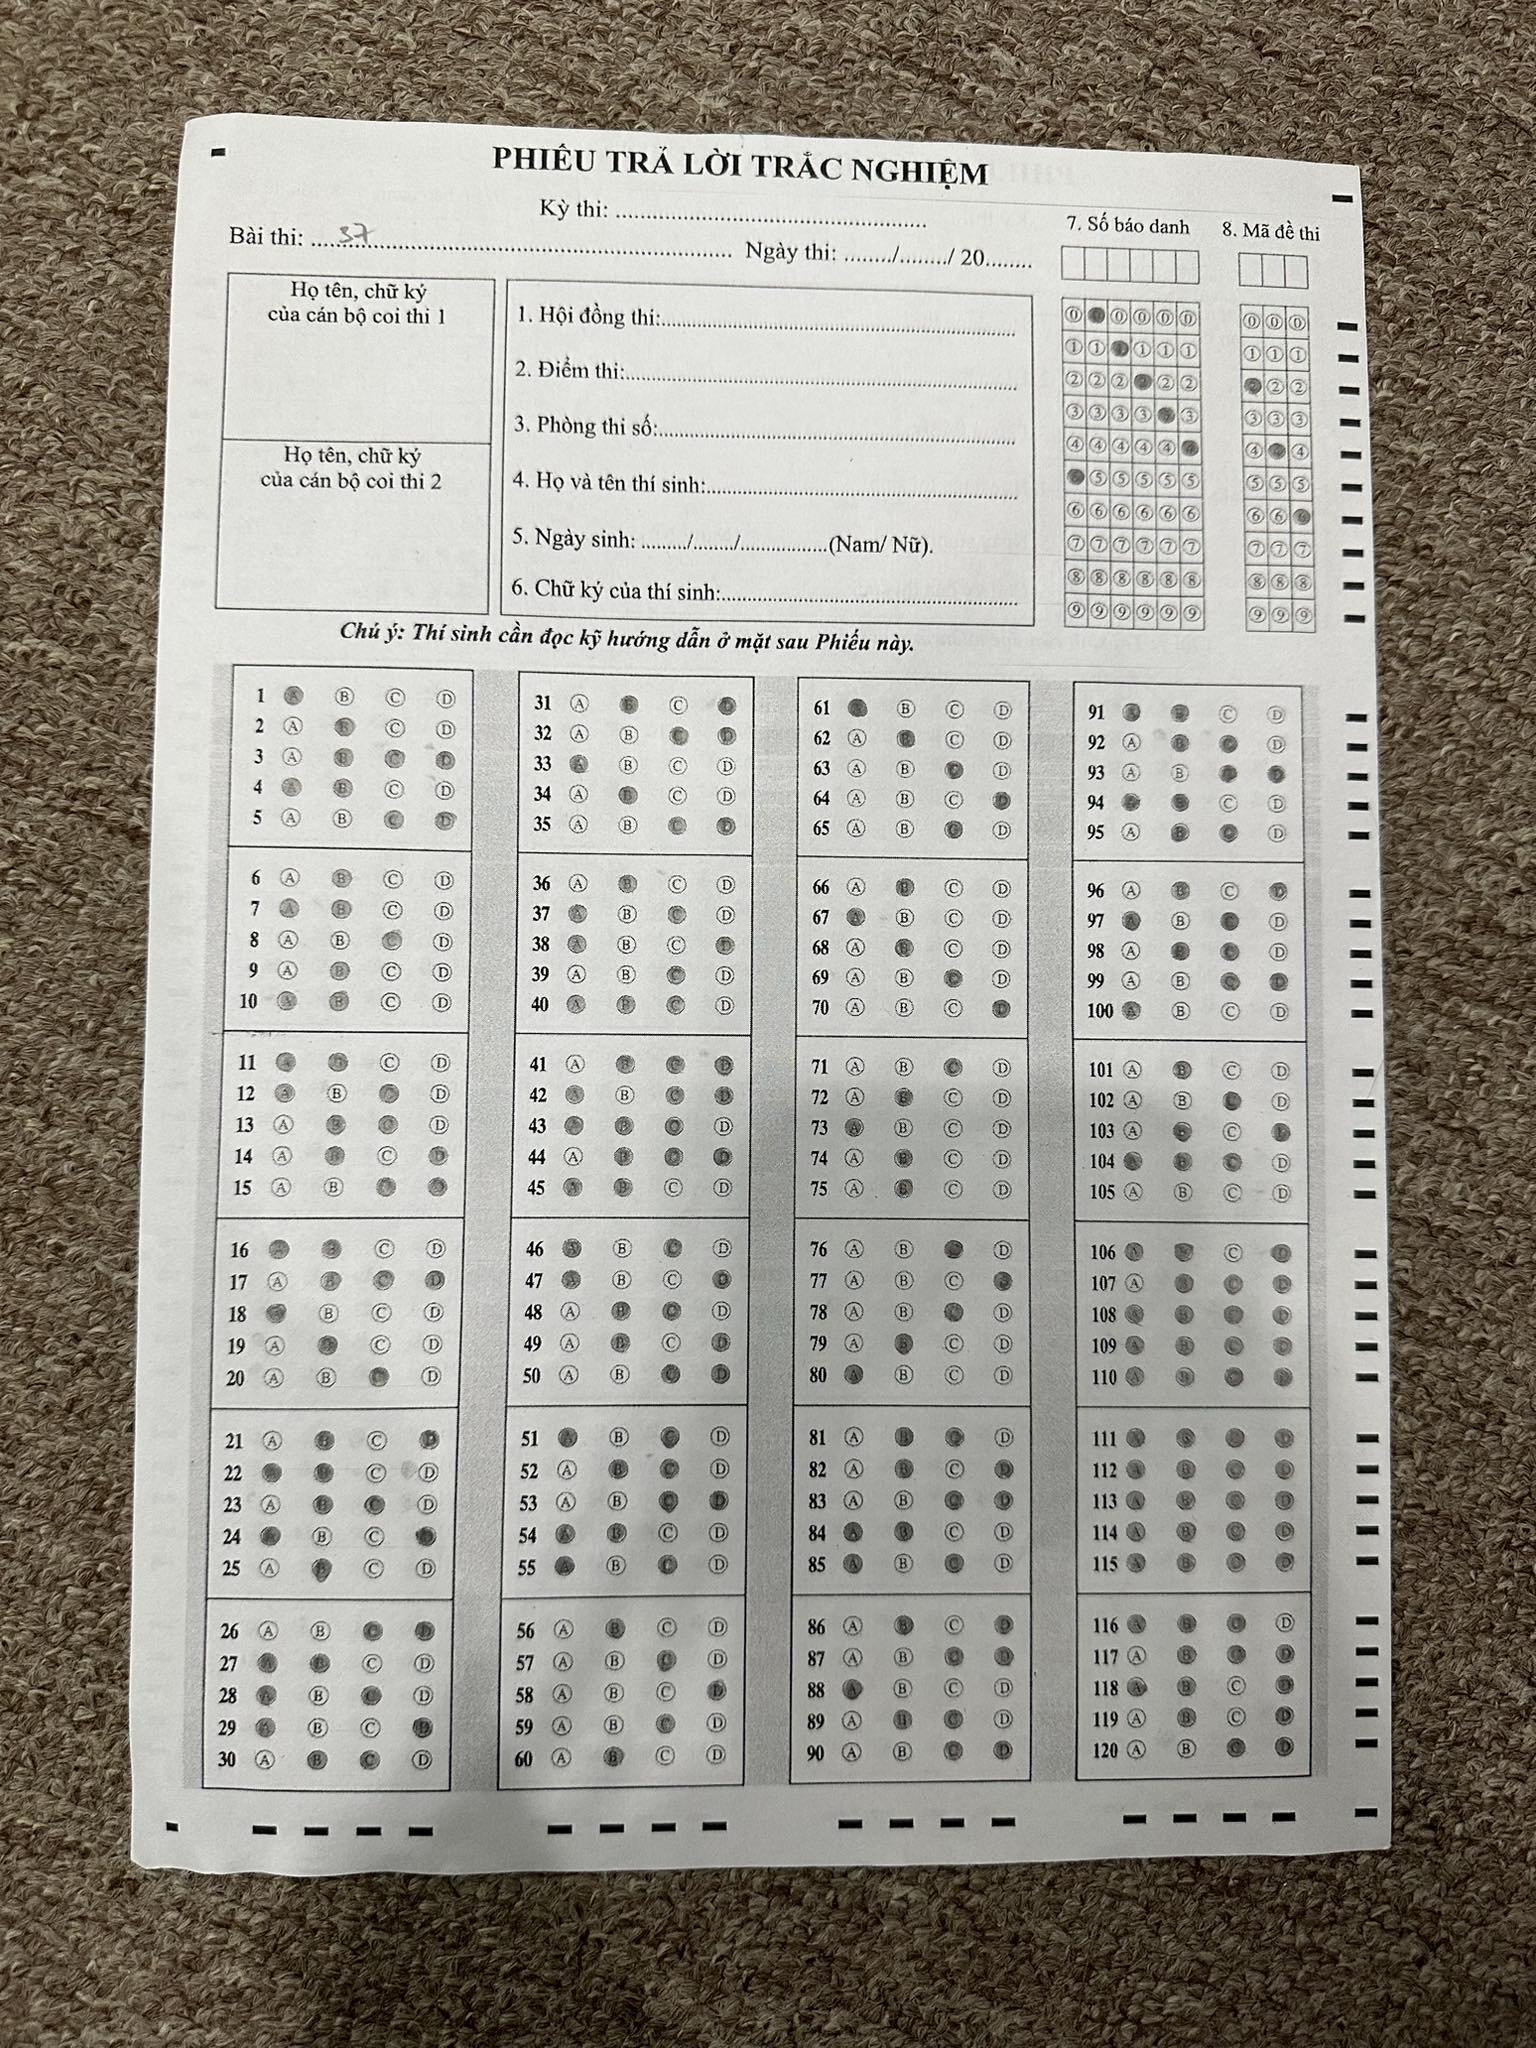 PHIẾU TRẢ LỜI TRẮC NGHIỆM
Kỳ thi: ....................................................
Bài thi: .....37............................................................ Ngày thi: ......../......../ 20........
7. Số báo danh
8. Mã đề thi
Họ tên, chữ ký
của cán bộ coi thi 1
Họ tên, chữ ký
của cán bộ coi thi 2
1. Hội đồng thi:............................................................
2. Điểm thi:..................................................................
3. Phòng thi số:............................................................
4. Họ và tên thí sinh:....................................................
5. Ngày sinh: ......../......./...............(Nam/ Nữ).
6. Chữ ký của thí sinh:..................................................
0 0 0 0 0 0 0 0
1 1 1 1 1 1 1 1
2 2 2 2 2 2 2
3 3 3 3 3 3 3 3
4 4 4 4 4 4 4
5 5 5 5 5 5 5 5
6 6 6 6 6 6 6 6
7 7 7 7 7 7 7 7 7
8 8 8 8 8 8 8 8 8
9 9 9 9 9 9 9 9 9
Chú ý: Thí sinh cần đọc kỹ hướng dẫn ở mặt sau Phiếu này.
1 A B C D
2 A B C D
3 A B C D
4 A B C D
5 A B C D
6 A B C D
7 A B C D
8 A B C D
9 A B C D
10 A B C D
11 A C D
12 A B C D
13 A B C D
14 A B C D
15 A B
16 A B C D
17 A B C D
18 B C D
19 A C D
20 A B C D
21 A B C D
22 C D
23 A B C D
24 B C
25 A B C D
26 A B C D
27 A B C D
28 A B C D
29 A B C D
30 A B C D
31 A B C D
32 A B C D
33 A B C D
34 A B C D
35 A B C D
36 A B C D
37 A B C D
38 A B C D
39 A B C D
40 A B C D
41 A B C D
42 A B C D
43 A B C D
44 A B C D
45 A B C D
46 A B C D
47 A B C D
48 A B C D
49 A B C D
50 A B C D
51 A B C D
52 A B C D
53 A B C D
54 A B C D
55 A B C D
56 A B C D
57 A B C D
58 A B C D
59 A B C D
60 A B C D
61 A B C D
62 A B C D
63 A B C D
64 A B C D
65 A B C D
66 A B C D
67 A B C D
68 A B C D
69 A B C D
70 A B C D
71 A B C D
72 A B C D
73 A B C D
74 A B C D
75 A B C D
76 A B D
77 A B C
78 A B C D
79 A B C D
80 A B C D
81 A B C D
82 A B C D
83 A B C D
84 A B C D
85 A B C D
86 A B C D
87 A B C D
88 A B C D
89 A B C D
90 A B C D
91 A B C D
92 A B C D
93 A B C D
94 A B C D
95 A B C D
96 A B C D
97 A B C D
98 A B C D
99 A B C D
100 A B C D
101 A B C D
102 A B C D
103 A B C D
104 A B C D
105 A B C D
106 A B C D
107 A B C D
108 A B C D
109 A B C D
110 A B C D
111 A B C D
112 A B C D
113 A B C D
114 A B C D
115 A B C D
116 A B C D
117 A B C D
118 A B C D
119 A B C D
120 A B C D